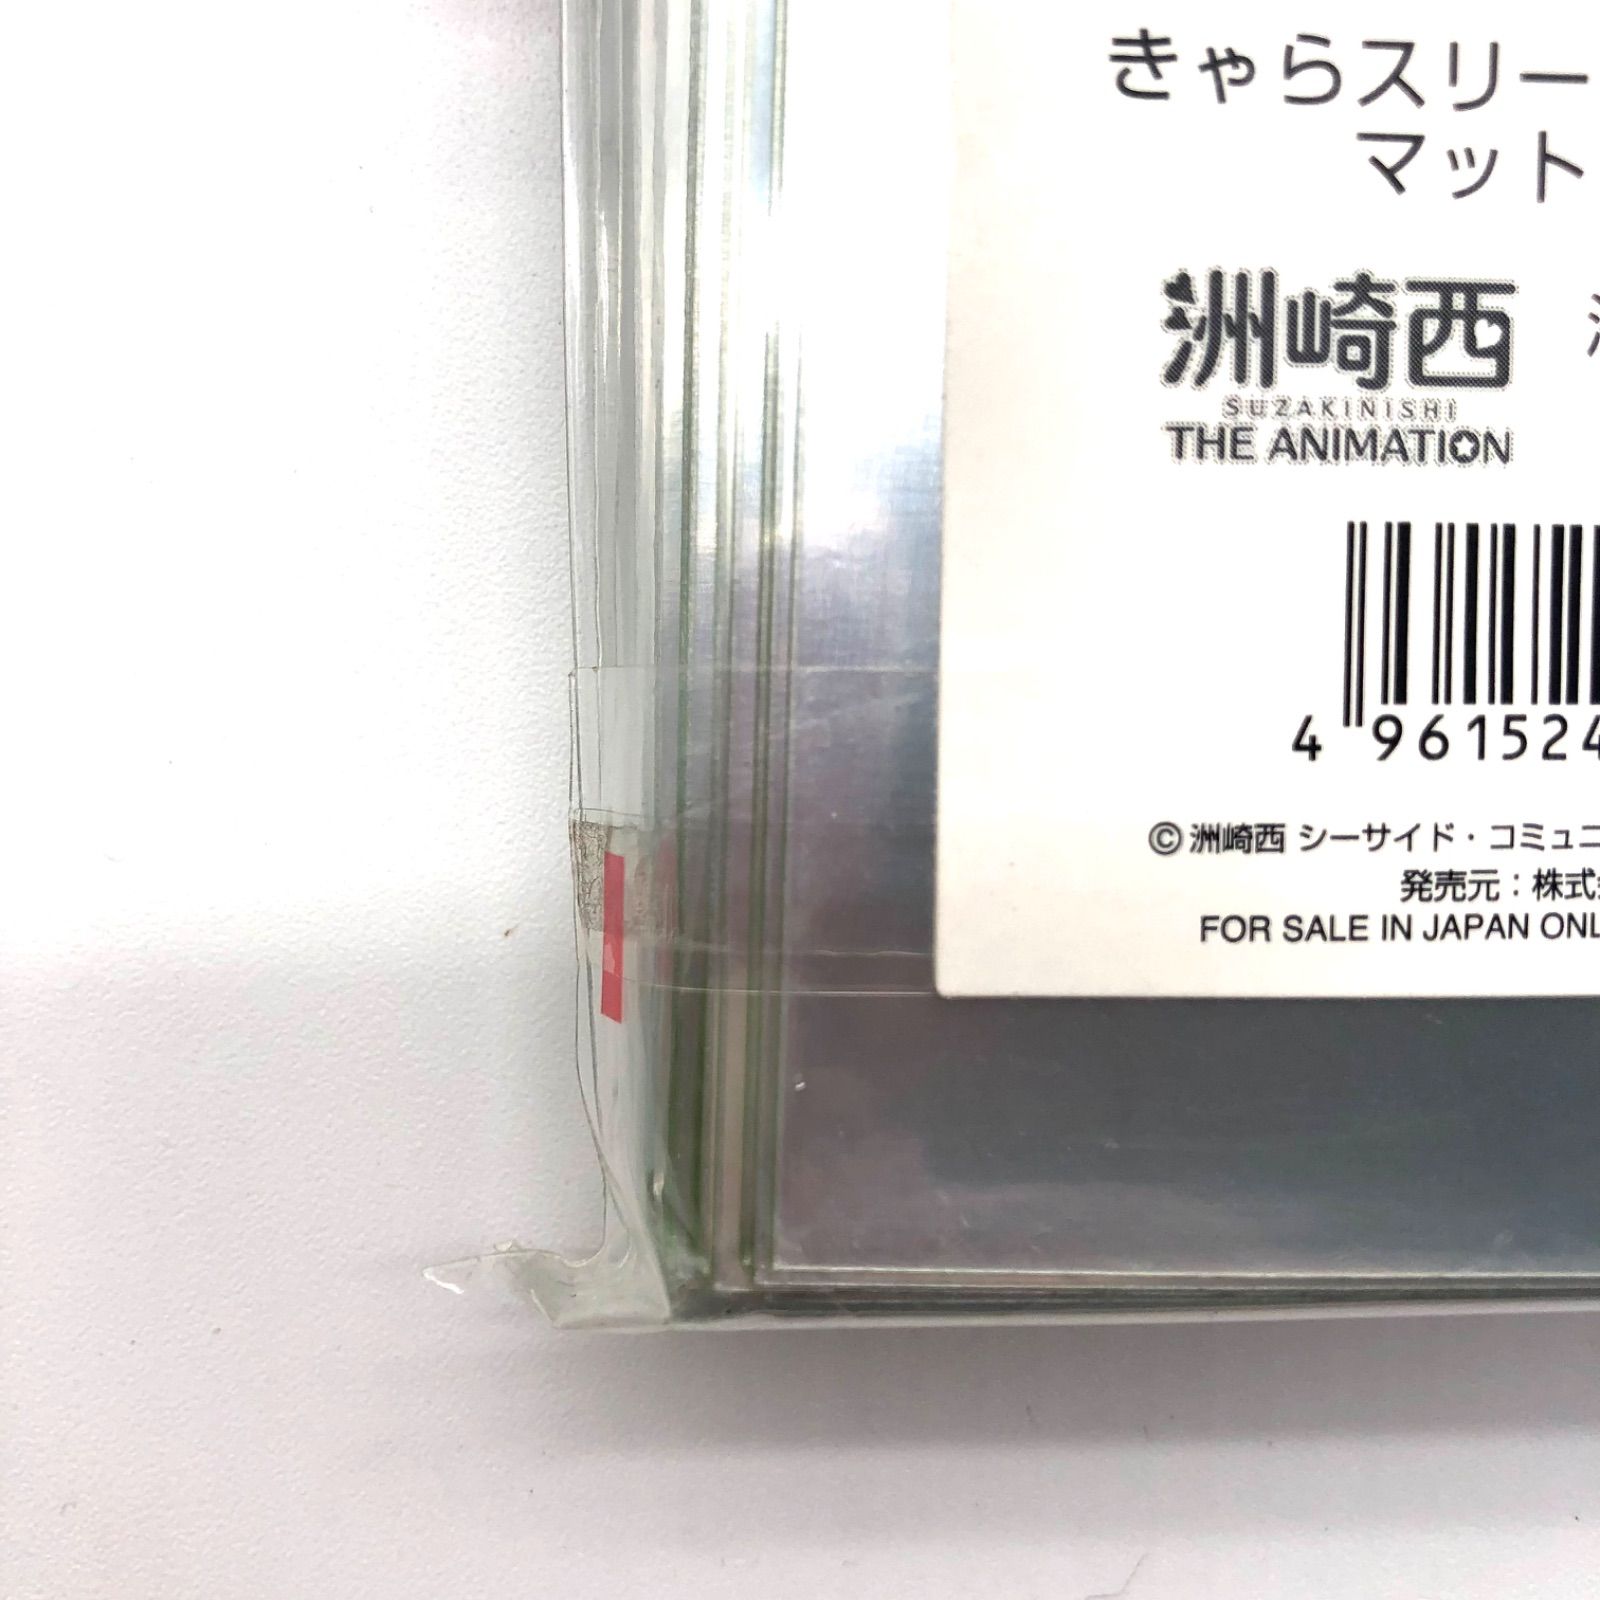 きゃらスリー
マット
洲崎西
SUZAKINISHI
THE ANIMATION
4 961524
©洲崎西 シーサイド・コミュニ
発売元：株式
FOR SALE IN JAPAN ONL